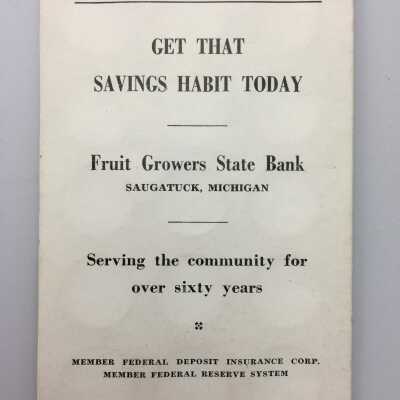 GET THAT
SAVINGS HABIT TODAY
Fruit Growers State Bank
SAUGATUCK, MICHIGAN
Serving the community for
over sixty years
MEMBER FEDERAL DEPOSIT INSURANCE CORP.
MEMBER FEDERAL RESERVE SYSTEM